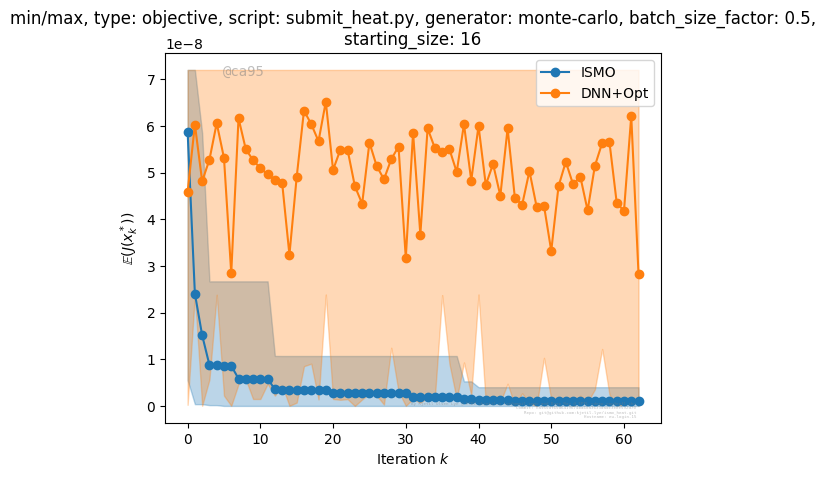 min/max, type: objective, script: submit_heat.py, generator: monte-carlo, batch_size_factor: 0.5,
starting_size: 16
1e−8
@ca95
ISMO
DNN+Opt
7
6
5
4
3
2
1
0
𝔼(J(x*ₖ))
0 10 20 30 40 50 60
Iteration k